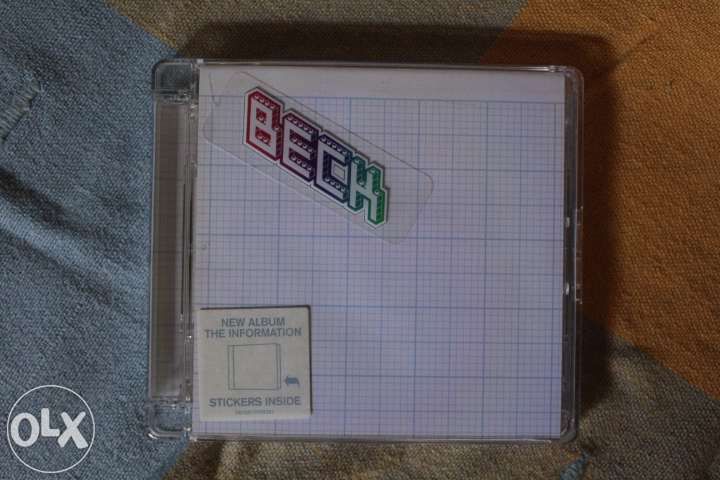 BECK
NEW ALBUM
THE INFORMATION
STICKERS INSIDE
OLX